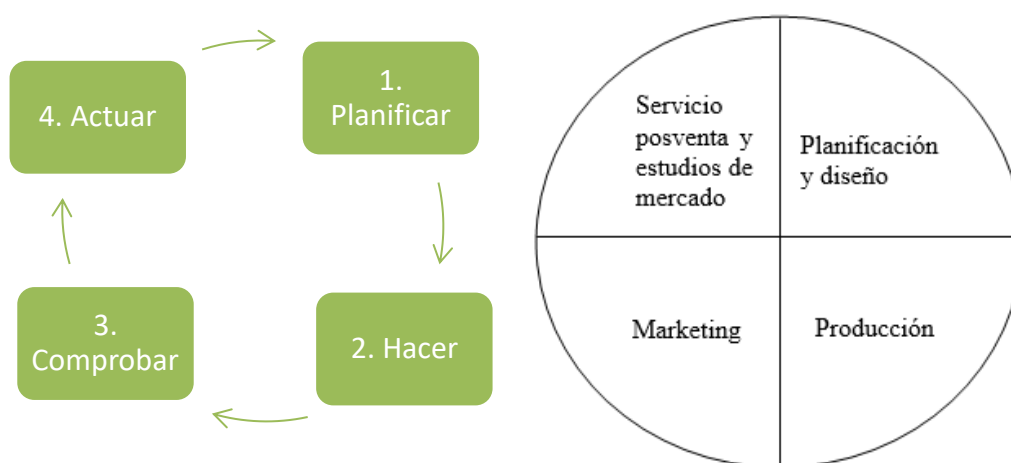 1.
Planificar
2. Hacer
3.
Comprobar
4. Actuar
Servicio
posventa y
estudios de
mercado
Planificación
y diseño
Marketing
Producción